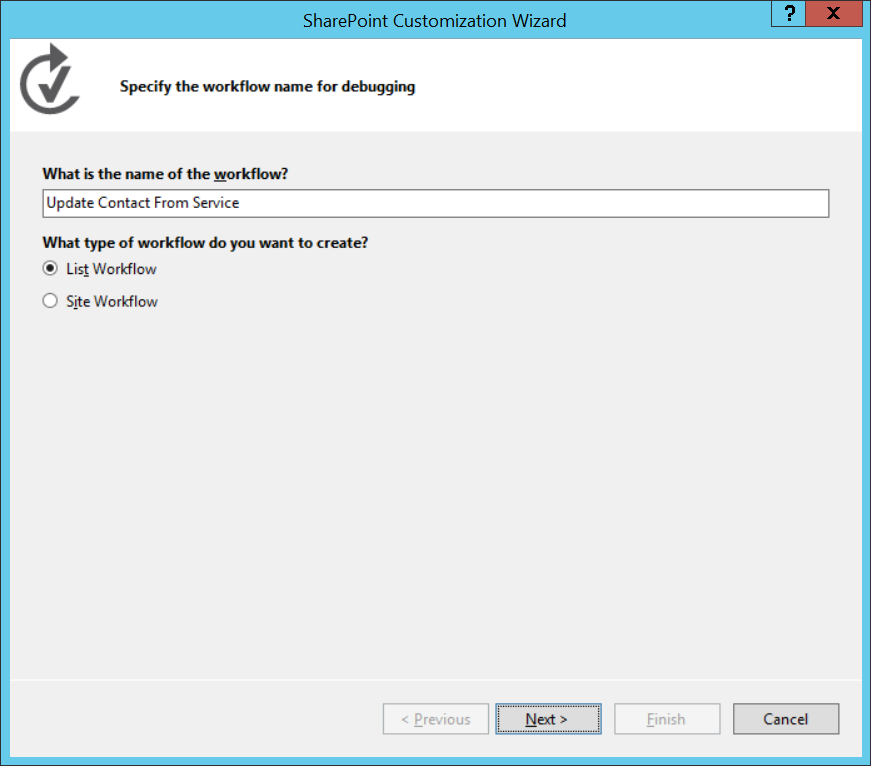 SharePoint Customization Wizard
? X
Specify the workflow name for debugging
What is the name of the workflow?
Update Contact From Service
What type of workflow do you want to create?
List Workflow
Site Workflow
< Previous Next > Finish Cancel